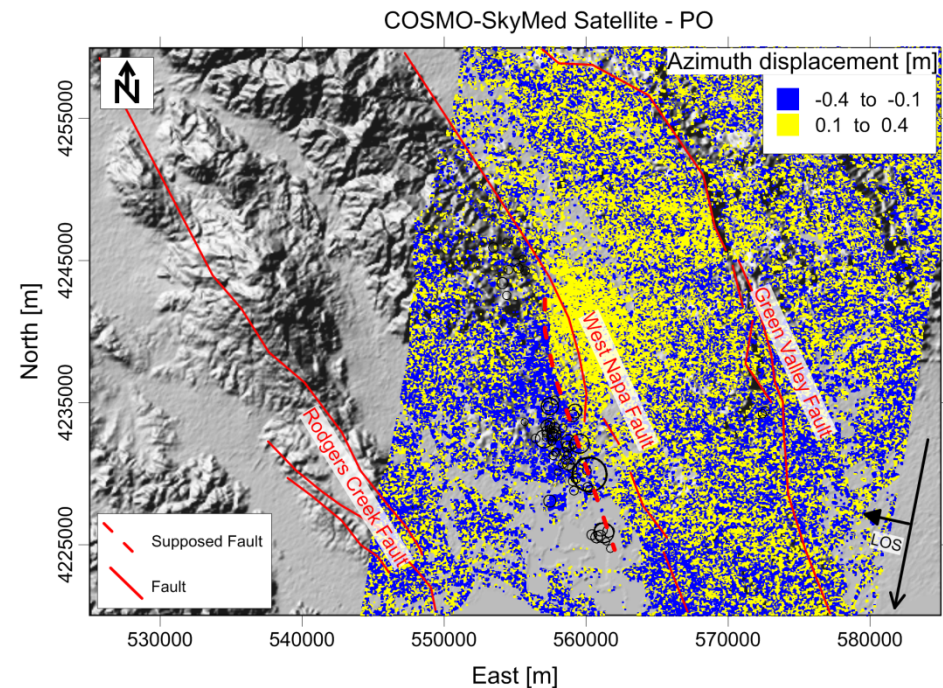 COSMO-SkyMed Satellite - PO
N
Azimuth displacement [m]
-0.4 to -0.1
0.1 to 0.4
4255000
4245000
4235000
4225000
North [m]
Rodgers Creek Fault
West Napa Fault
Green Valley Fault
LOS
Supposed Fault
Fault
530000 540000 550000 560000 570000 580000
East [m]